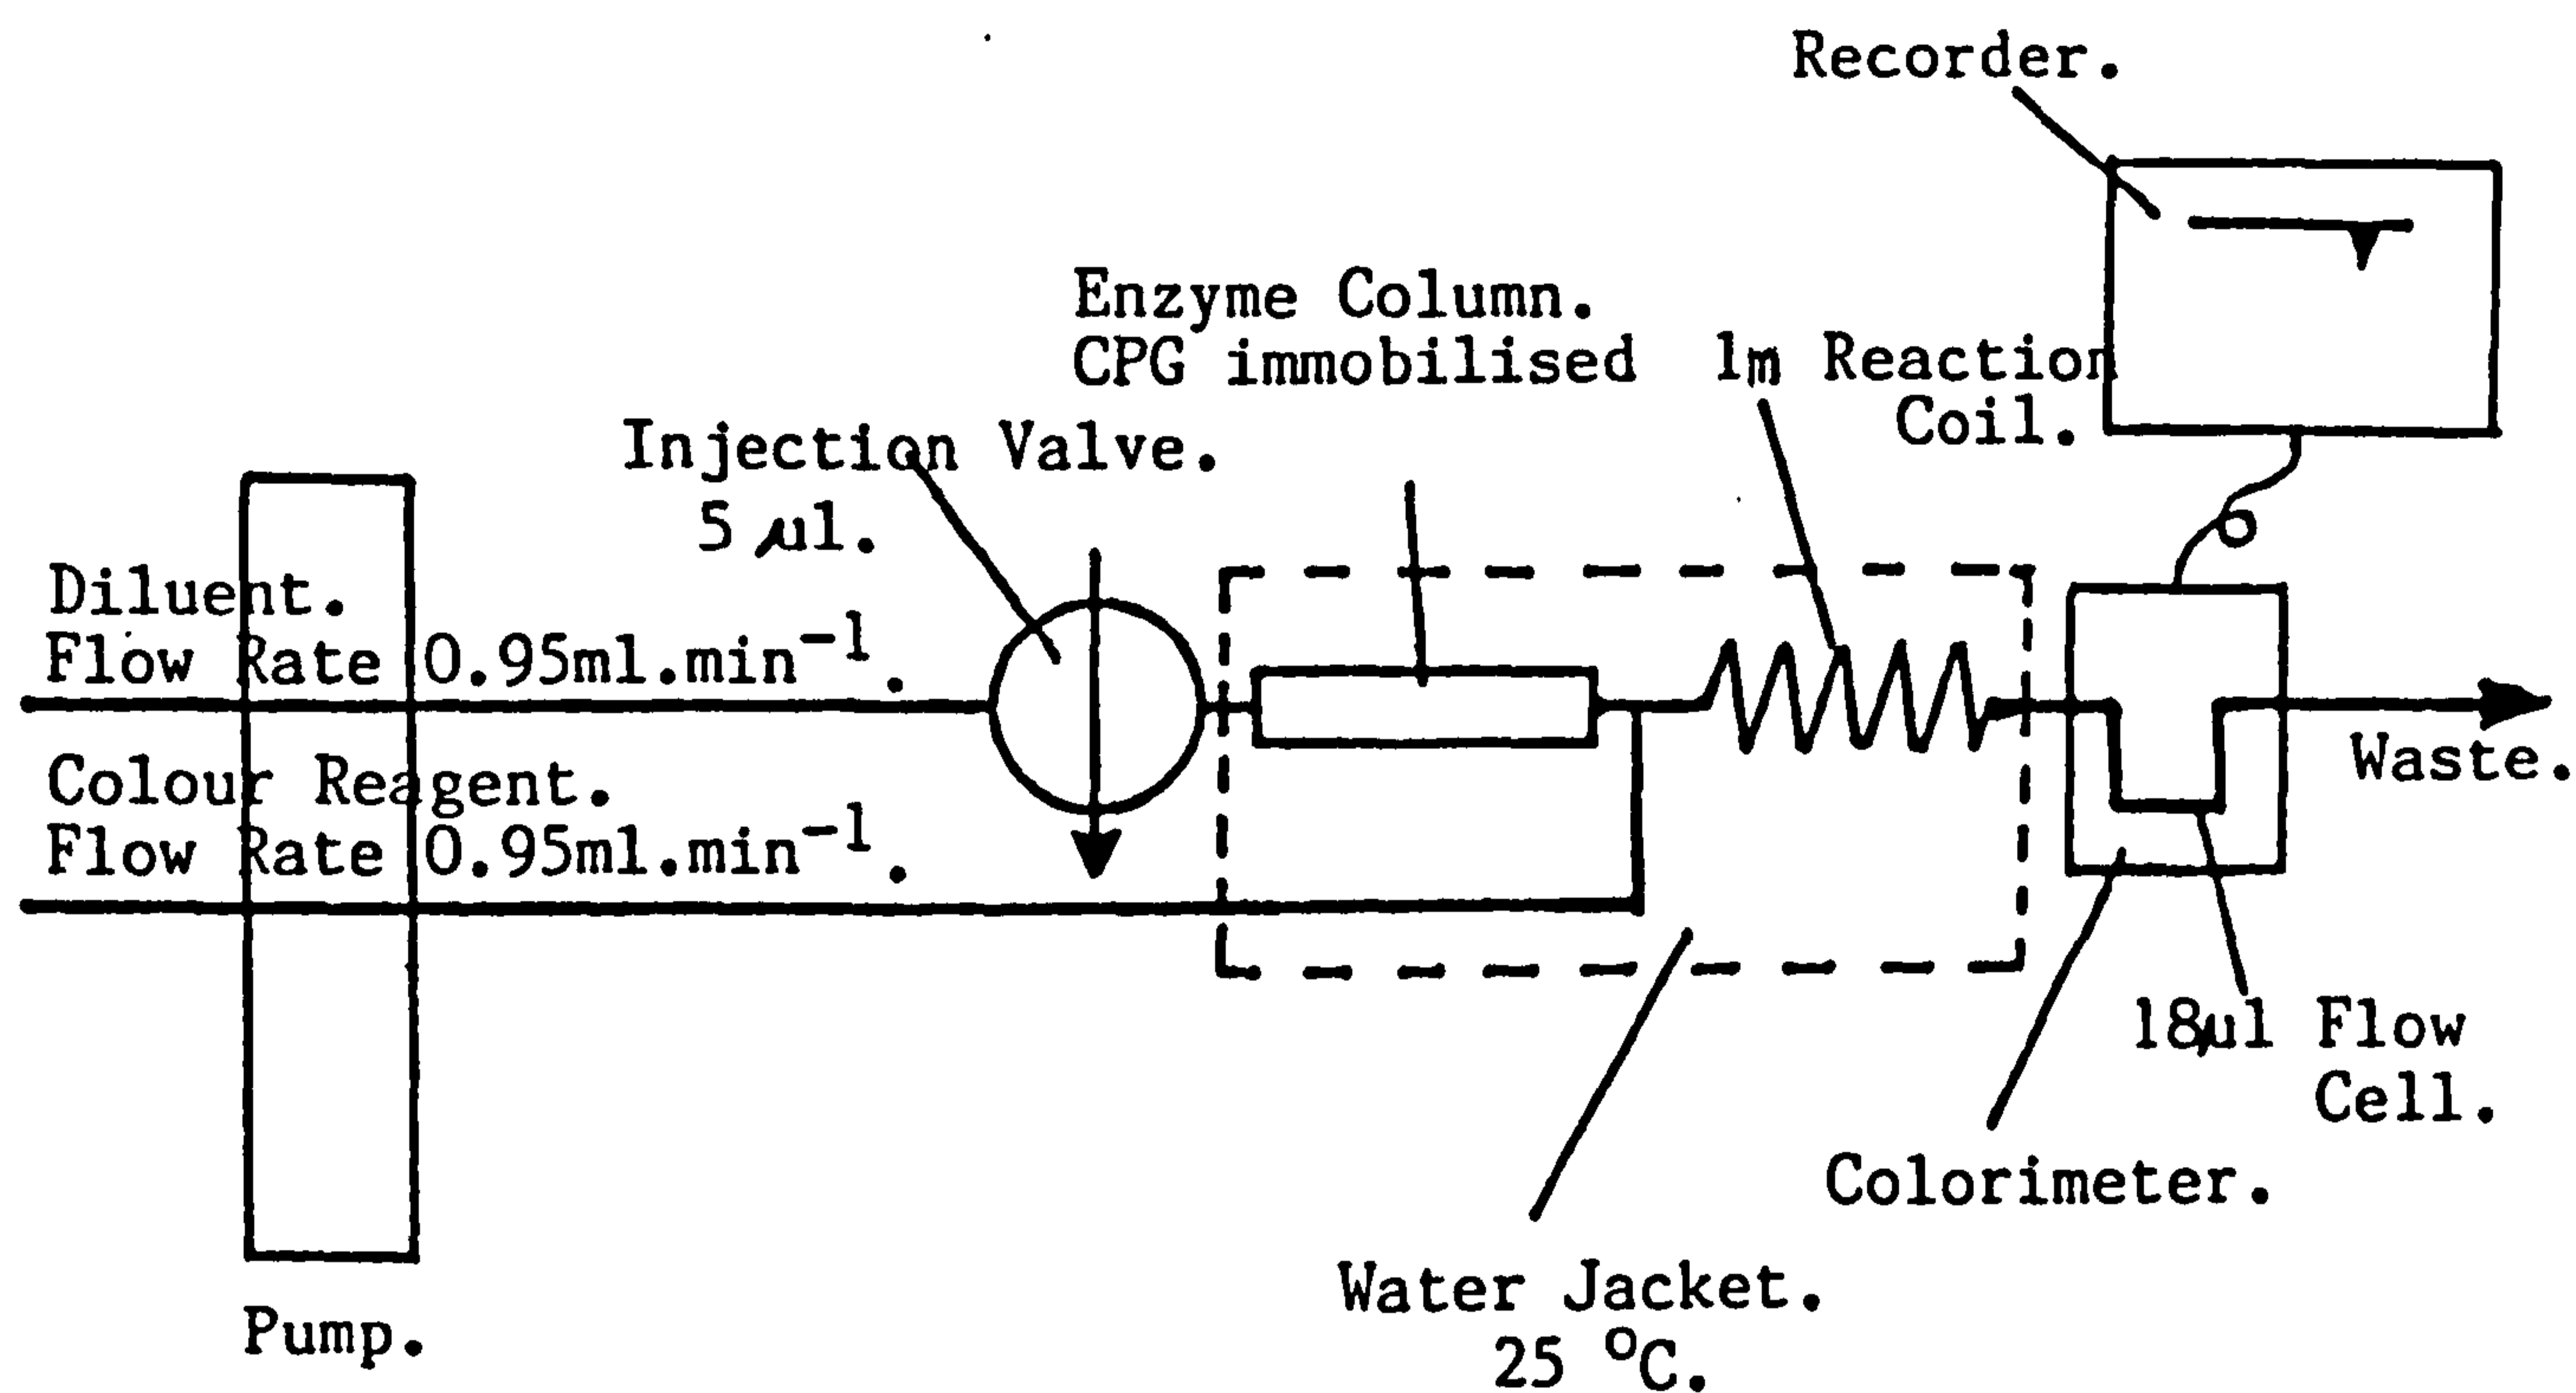 Recorder.
Enzyme Column.
CPG immobilised
1m Reaction
Coil.
Injection Valve.
5 µl.
Diluent.
Flow Rate 0.95ml.min⁻¹.
Colour Reagent.
Flow Rate 0.95ml.min⁻¹.
Waste.
18µl Flow
Cell.
Colorimeter.
Water Jacket.
25 °C.
Pump.